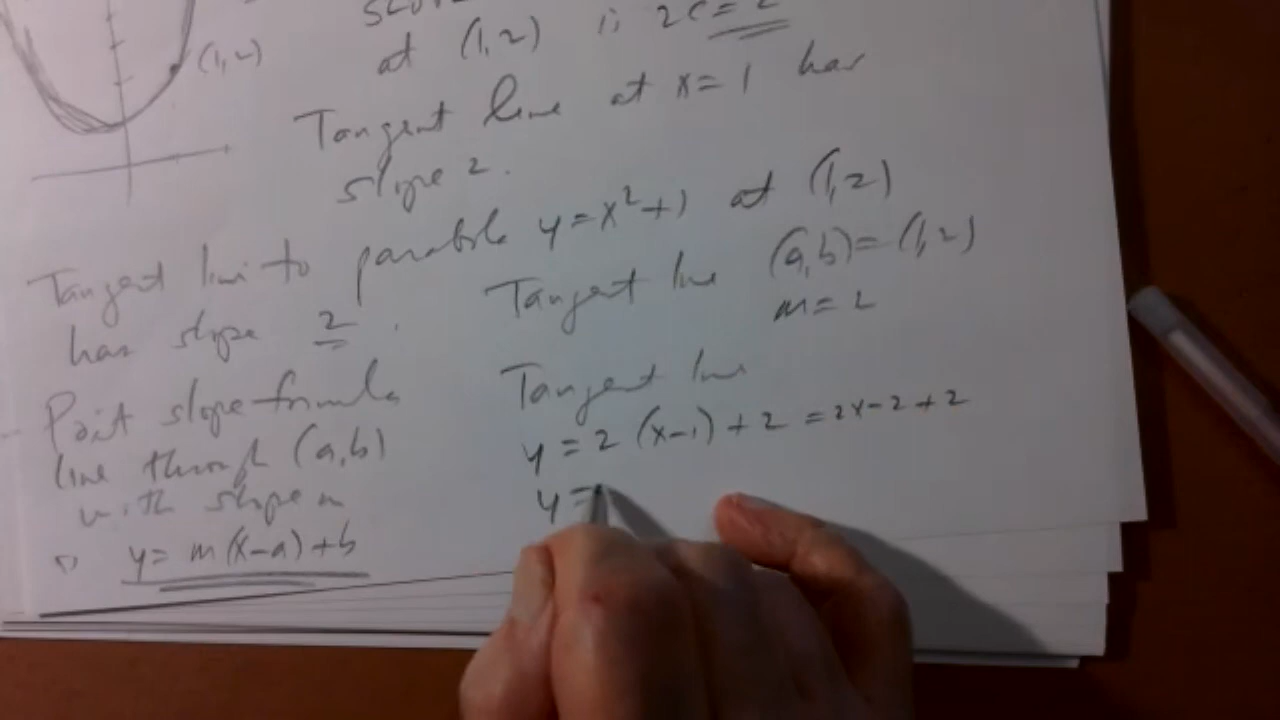 (1,2)
at (1,2) is 2c = 2
Tangent line at x=1 has
slope 2.
Tangent line to parabola y=x²+1 at (1,2)
has slope 2.
Point slope formula
line through (a,b)
with slope m
is y= m(x-a)+b
Tangent line (a,b)=(1,2)
m=2
Tangent line
y = 2 (x-1) + 2 = 2x-2+2
y =